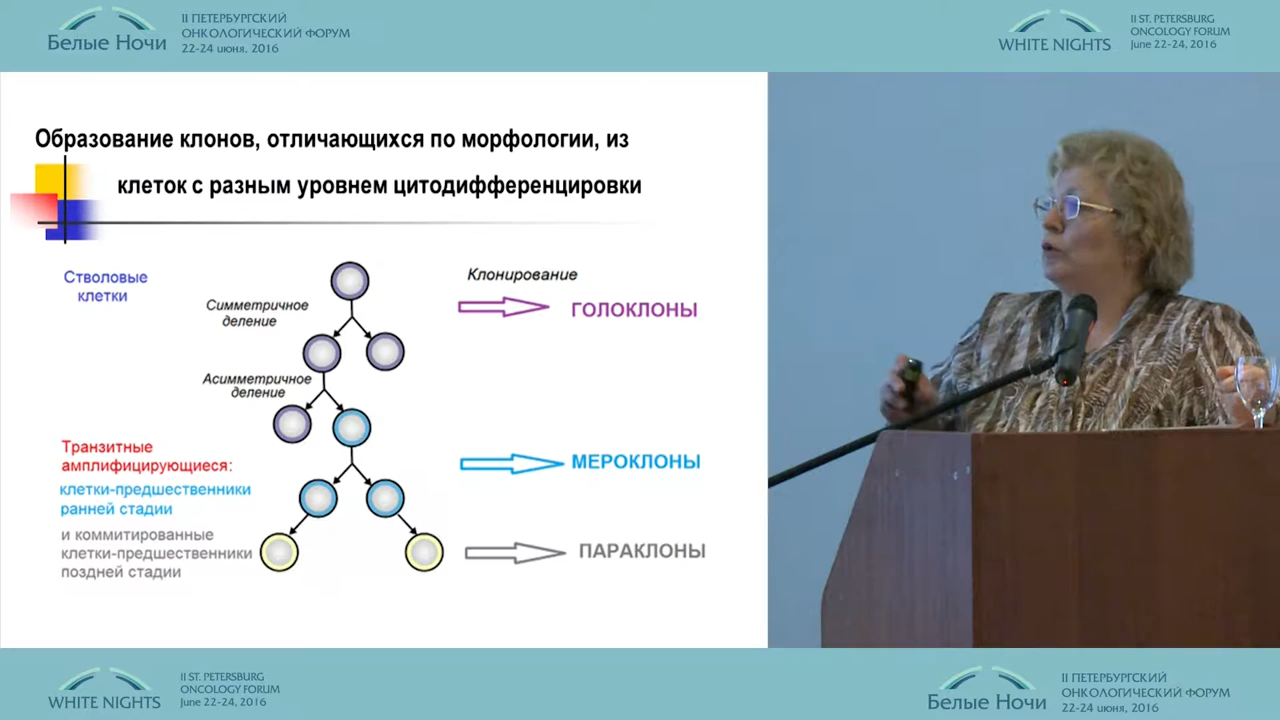 Белые Ночи
II ПЕТЕРБУРГСКИЙ
ОНКОЛОГИЧЕСКИЙ ФОРУМ
22-24 июня, 2016
WHITE NIGHTS
II ST. PETERSBURG
ONCOLOGY FORUM
June 22-24, 2016
Образование клонов, отличающихся по морфологии, из
клеток с разным уровнем цитодифференцировки
Стволовые
клетки
Симметричное
деление
Клонирование
ГОЛОКЛОНЫ
Асимметричное
деление
Транзитные
амплифицирующиеся:
клетки-предшественники
ранней стадии
МЕРОКЛОНЫ
и коммитированные
клетки-предшественники
поздней стадии
ПАРАКЛОНЫ
WHITE NIGHTS
II ST. PETERSBURG
ONCOLOGY FORUM
June 22-24, 2016
Белые Ночи
II ПЕТЕРБУРГСКИЙ
ОНКОЛОГИЧЕСКИЙ ФОРУМ
22-24 июня, 2016